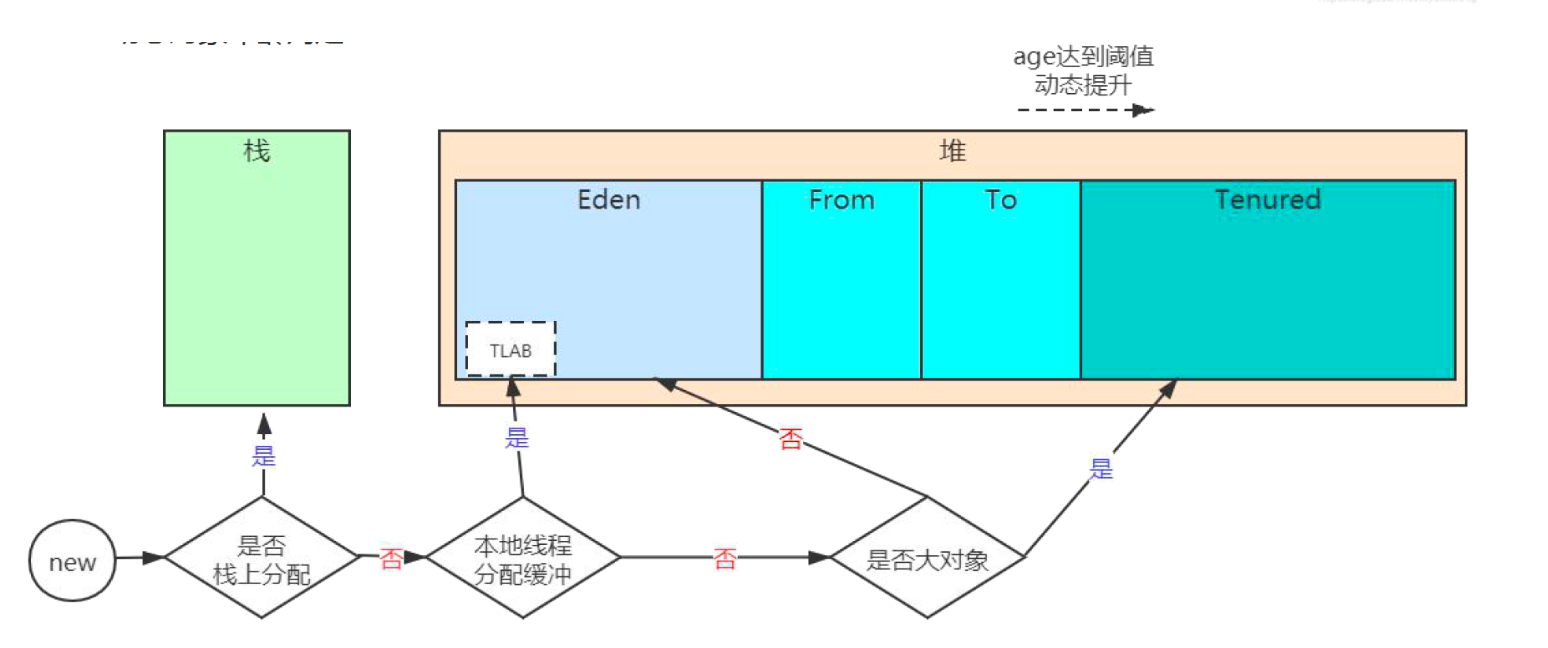 age达到阈值
动态提升
栈
堆
Eden
From
To
Tenured
TLAB
是
是
否
是
new
是否
栈上分配
否
本地线程
分配缓冲
否
是否大对象